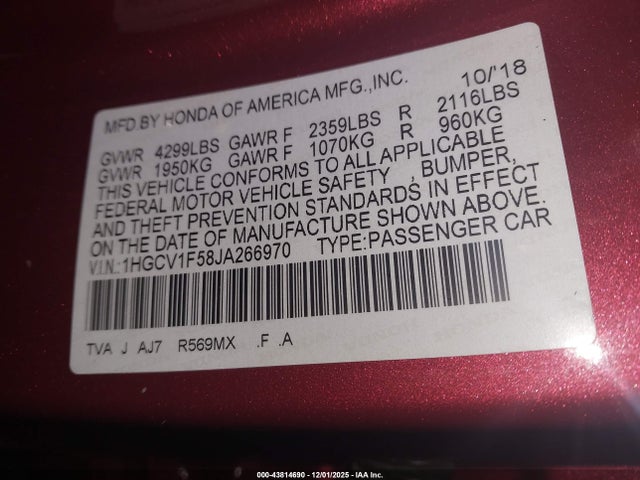 MFD.BY HONDA OF AMERICA MFG.,INC. 10/'18
GVWR 4299LBS GAWR F 2359LBS R 2116LBS
GVWR 1950KG GAWR F 1070KG R 960KG
THIS VEHICLE CONFORMS TO ALL APPLICABLE
FEDERAL MOTOR VEHICLE SAFETY , BUMPER,
AND THEFT PREVENTION STANDARDS IN EFFECT
ON THE DATE OF MANUFACTURE SHOWN ABOVE.
V.I.N.:1HGCV1F58JA266970 TYPE:PASSENGER CAR
TVA J AJ7 R569MX .F .A
000-43814690 - 12/01/2025 - IAA Inc.